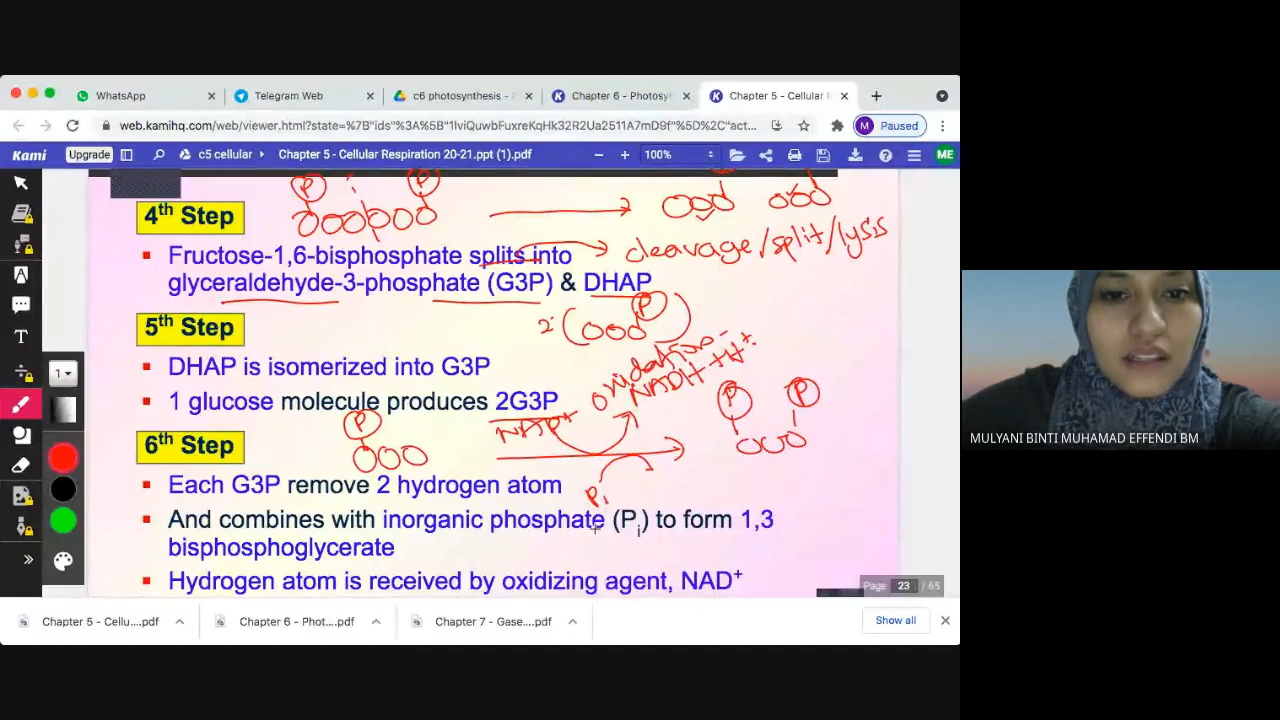 WhatsApp
Telegram Web
c6 photosynthesis -
Chapter 6 - Photosy
Chapter 5 - Cellular
web.kamihq.com/web/viewer.html?state=%7B"ids"%3A%5B"1lviQuwbFuxreKqHk32R2Ua2511A7mD9f"%5D%2C"act...
M Paused
Kami Upgrade
c5 cellular
Chapter 5 - Cellular Respiration 20-21.ppt (1).pdf
100%
ME
P P
4th Step
Fructose-1,6-bisphosphate splits into
cleavage/split/lysis
glyceraldehyde-3-phosphate (G3P) & DHAP
P
2
5th Step
oxidation
DHAP is isomerized into G3P
NADH + H+
1 glucose molecule produces 2G3P
NAD+
P P P
6th Step
Each G3P remove 2 hydrogen atom
Pi
And combines with inorganic phosphate (Pi) to form 1,3
bisphosphoglycerate
Hydrogen atom is received by oxidizing agent, NAD+
Page 23 / 65
T
1
MULYANI BINTI MUHAMAD EFFENDI BM
Chapter 5 - Cellu....pdf
Chapter 6 - Phot....pdf
Chapter 7 - Gase....pdf
Show all